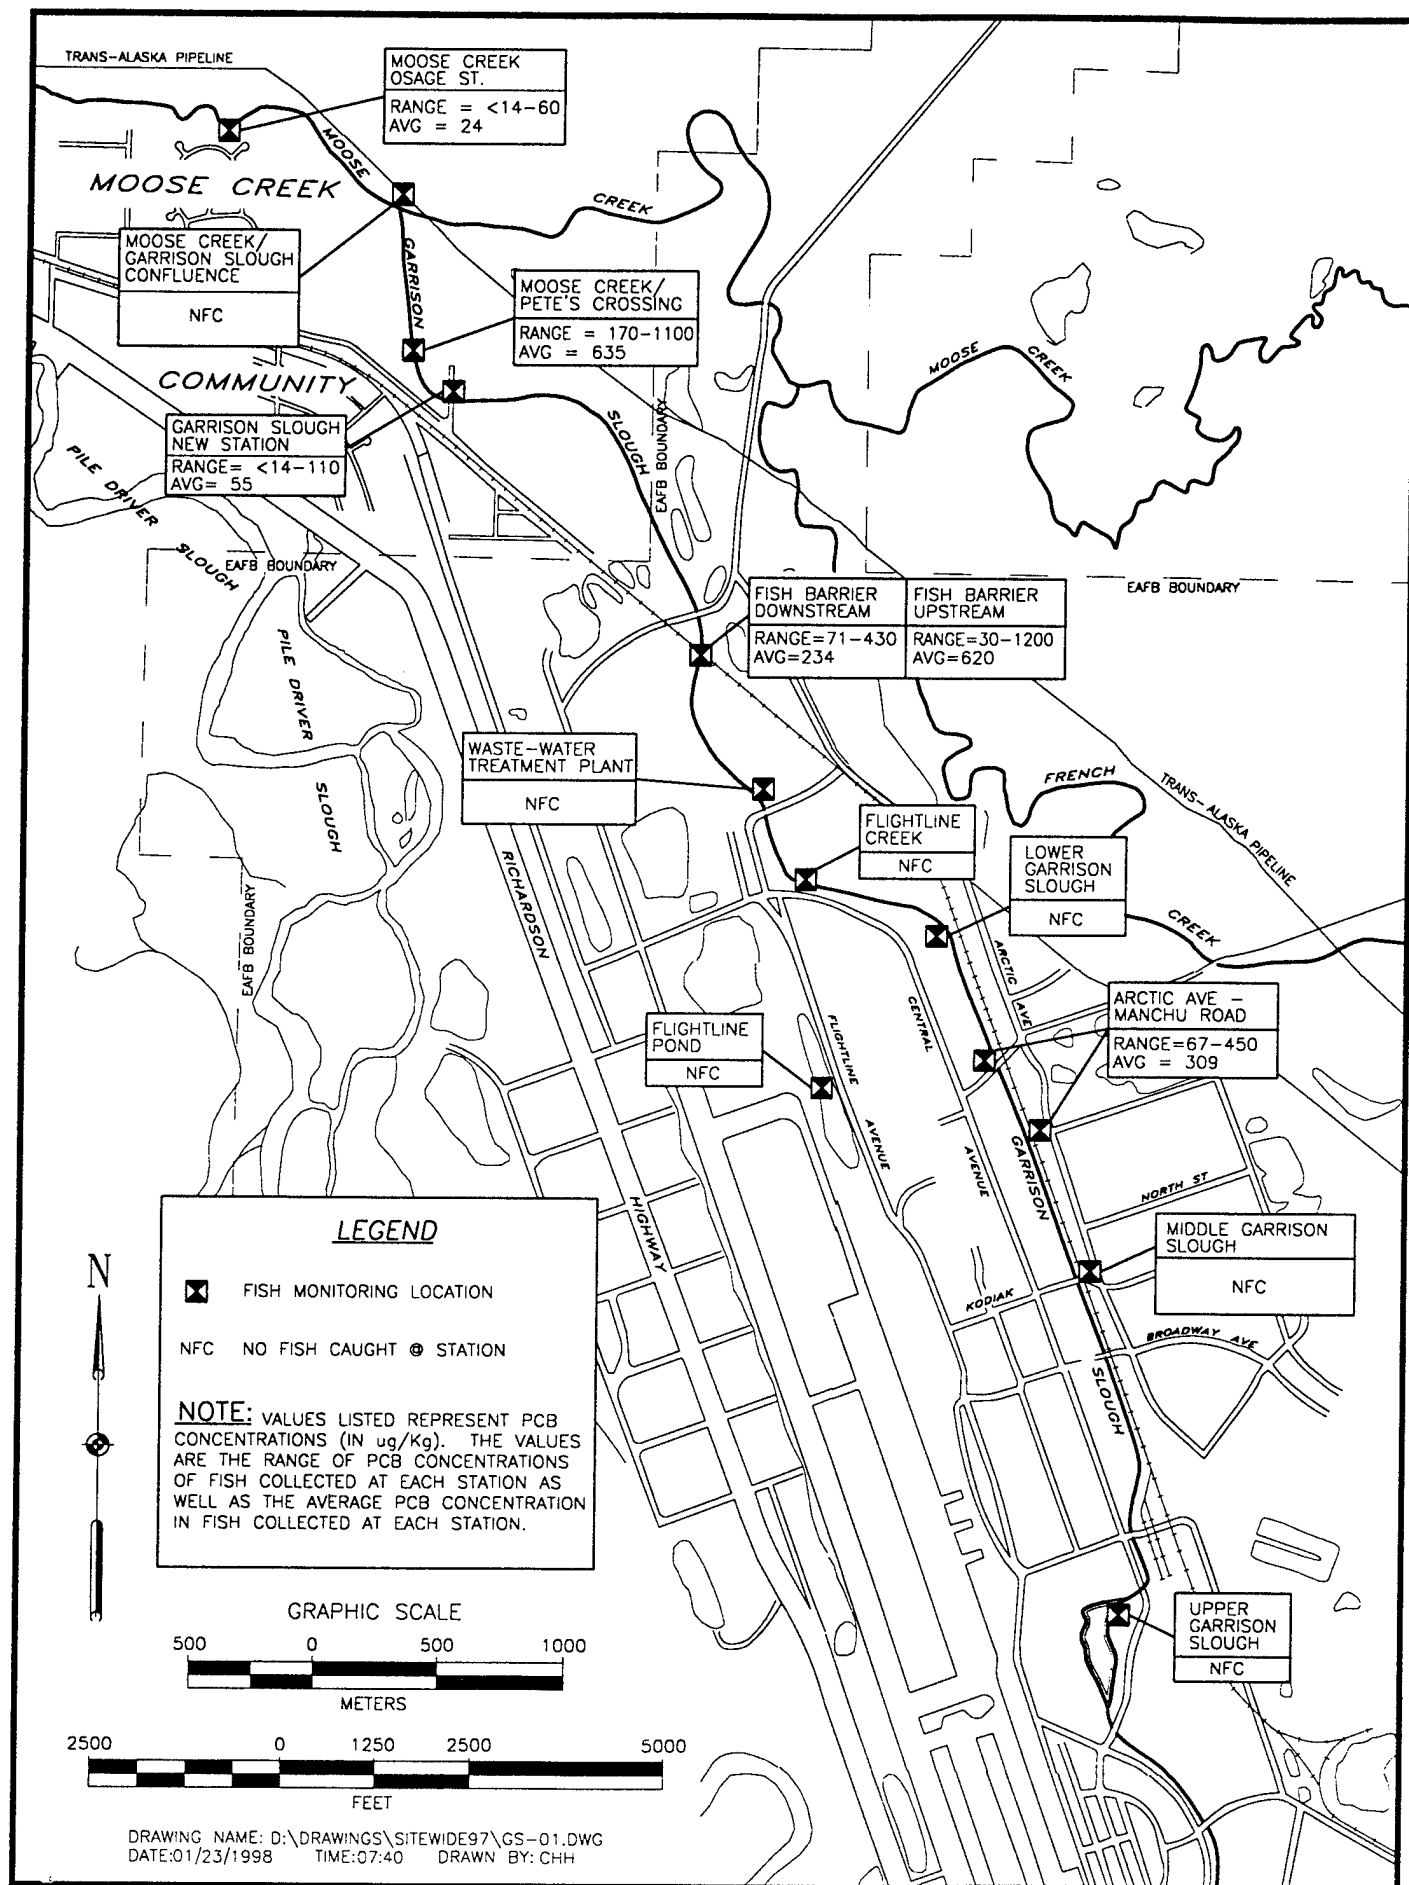 TRANS-ALASKA PIPELINE
MOOSE CREEK
OSAGE ST.
RANGE = <14-60
AVG = 24
MOOSE
CREEK
MOOSE CREEK
MOOSE CREEK/
GARRISON SLOUGH
CONFLUENCE
NFC
GARRISON
MOOSE CREEK/
PETE'S CROSSING
RANGE = 170-1100
AVG = 635
MOOSE
CREEK
COMMUNITY
GARRISON SLOUGH
NEW STATION
RANGE= <14-110
AVG= 55
SLOUGH
EAFB BOUNDARY
PILE DRIVER
SLOUGH
EAFB BOUNDARY
EAFB BOUNDARY
FISH BARRIER
DOWNSTREAM
RANGE=71-430
AVG=234
FISH BARRIER
UPSTREAM
RANGE=30-1200
AVG=620
PILE DRIVER
SLOUGH
WASTE-WATER
TREATMENT PLANT
NFC
FRENCH
TRANS-ALASKA PIPELINE
FLIGHTLINE
CREEK
NFC
LOWER
GARRISON
SLOUGH
NFC
CREEK
EAFB BOUNDARY
RICHARDSON
ARCTIC
AVE
ARCTIC AVE -
MANCHU ROAD
RANGE=67-450
AVG = 309
FLIGHTLINE
POND
NFC
FLIGHTLINE
AVENUE
CENTRAL
AVENUE
GARRISON
NORTH ST
HIGHWAY
MIDDLE GARRISON
SLOUGH
NFC
KODIAK
BROADWAY AVE
SLOUGH
LEGEND
FISH MONITORING LOCATION
NFC NO FISH CAUGHT @ STATION
NOTE: VALUES LISTED REPRESENT PCB
CONCENTRATIONS (IN ug/Kg). THE VALUES
ARE THE RANGE OF PCB CONCENTRATIONS
OF FISH COLLECTED AT EACH STATION AS
WELL AS THE AVERAGE PCB CONCENTRATION
IN FISH COLLECTED AT EACH STATION.
N
UPPER
GARRISON
SLOUGH
NFC
GRAPHIC SCALE
500 0 500 1000
METERS
2500 0 1250 2500 5000
FEET
DRAWING NAME: D:\DRAWINGS\SITEWIDE97\GS-01.DWG
DATE:01/23/1998 TIME:07:40 DRAWN BY: CHH